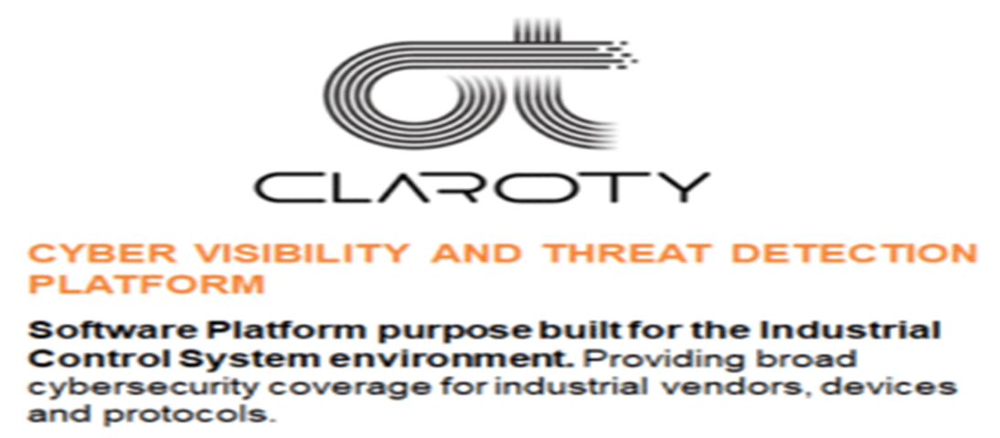 CLAROTY
CYBER VISIBILITY AND THREAT DETECTION
PLATFORM
Software Platform purpose built for the Industrial
Control System environment. Providing broad
cybersecurity coverage for industrial vendors, devices
and protocols.